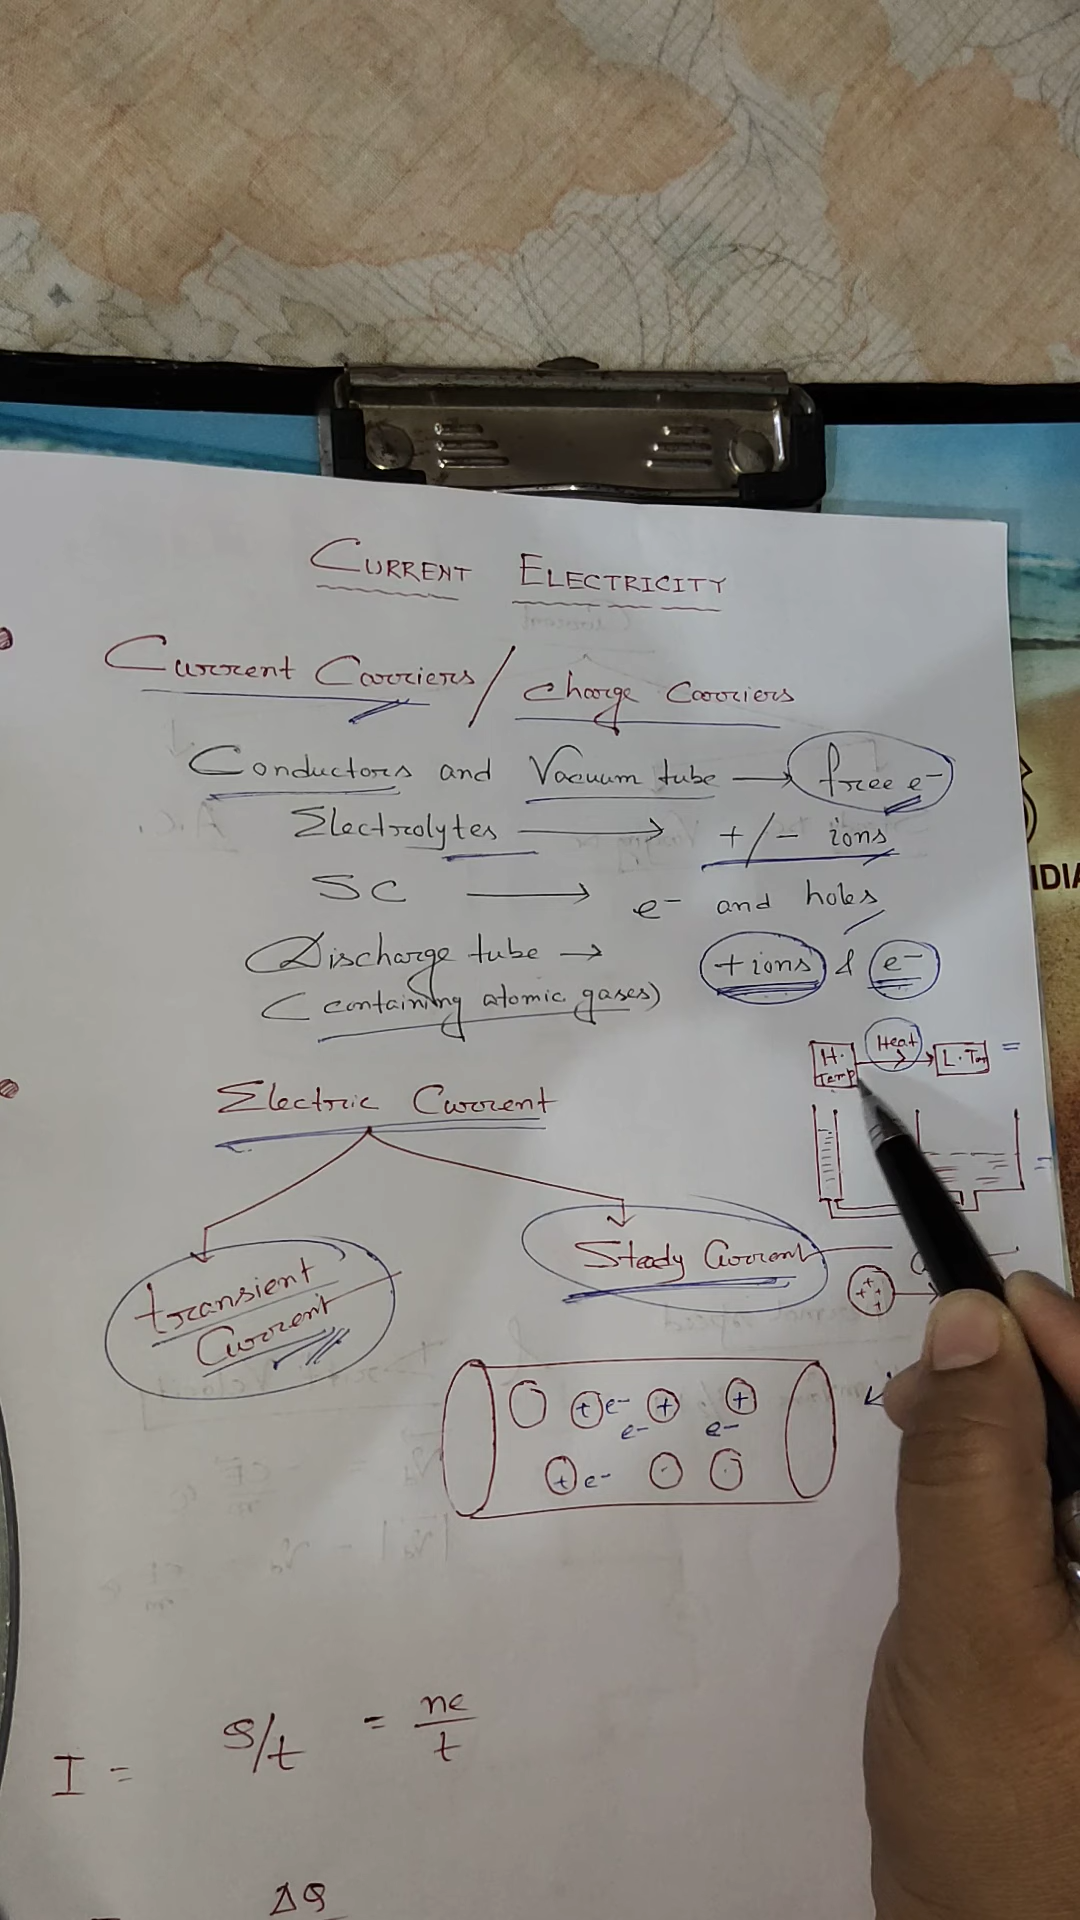 CURRENT ELECTRICITY
Current Carriers / Charge Carriers
Conductors and Vacuum tube → free e⁻
Electrolytes → +/- ions
SC → e⁻ and holes
Discharge tube → + ions & e⁻
(containing atomic gases)
H. Temp Heat → L. Tem =
Electric Current
transient Current
Steady Current
+ + +
+ e⁻ e⁻ + e⁻ +
+ e⁻
I = Q/t = ne/t
ΔQ
IDIA